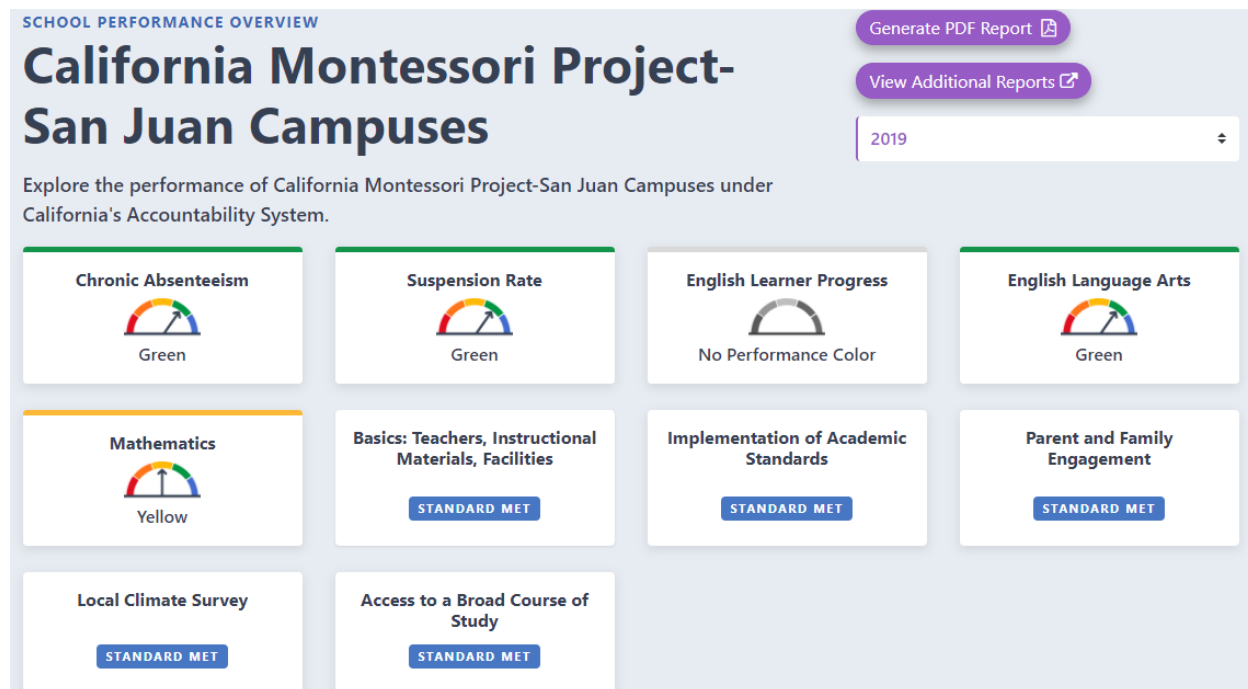 SCHOOL PERFORMANCE OVERVIEW
California Montessori Project-
San Juan Campuses
Explore the performance of California Montessori Project-San Juan Campuses under
California's Accountability System.
Generate PDF Report
View Additional Reports
2019
Chronic Absenteeism
Green
Suspension Rate
Green
English Learner Progress
No Performance Color
English Language Arts
Green
Mathematics
Yellow
Basics: Teachers, Instructional
Materials, Facilities
STANDARD MET
Implementation of Academic
Standards
STANDARD MET
Parent and Family
Engagement
STANDARD MET
Local Climate Survey
STANDARD MET
Access to a Broad Course of
Study
STANDARD MET